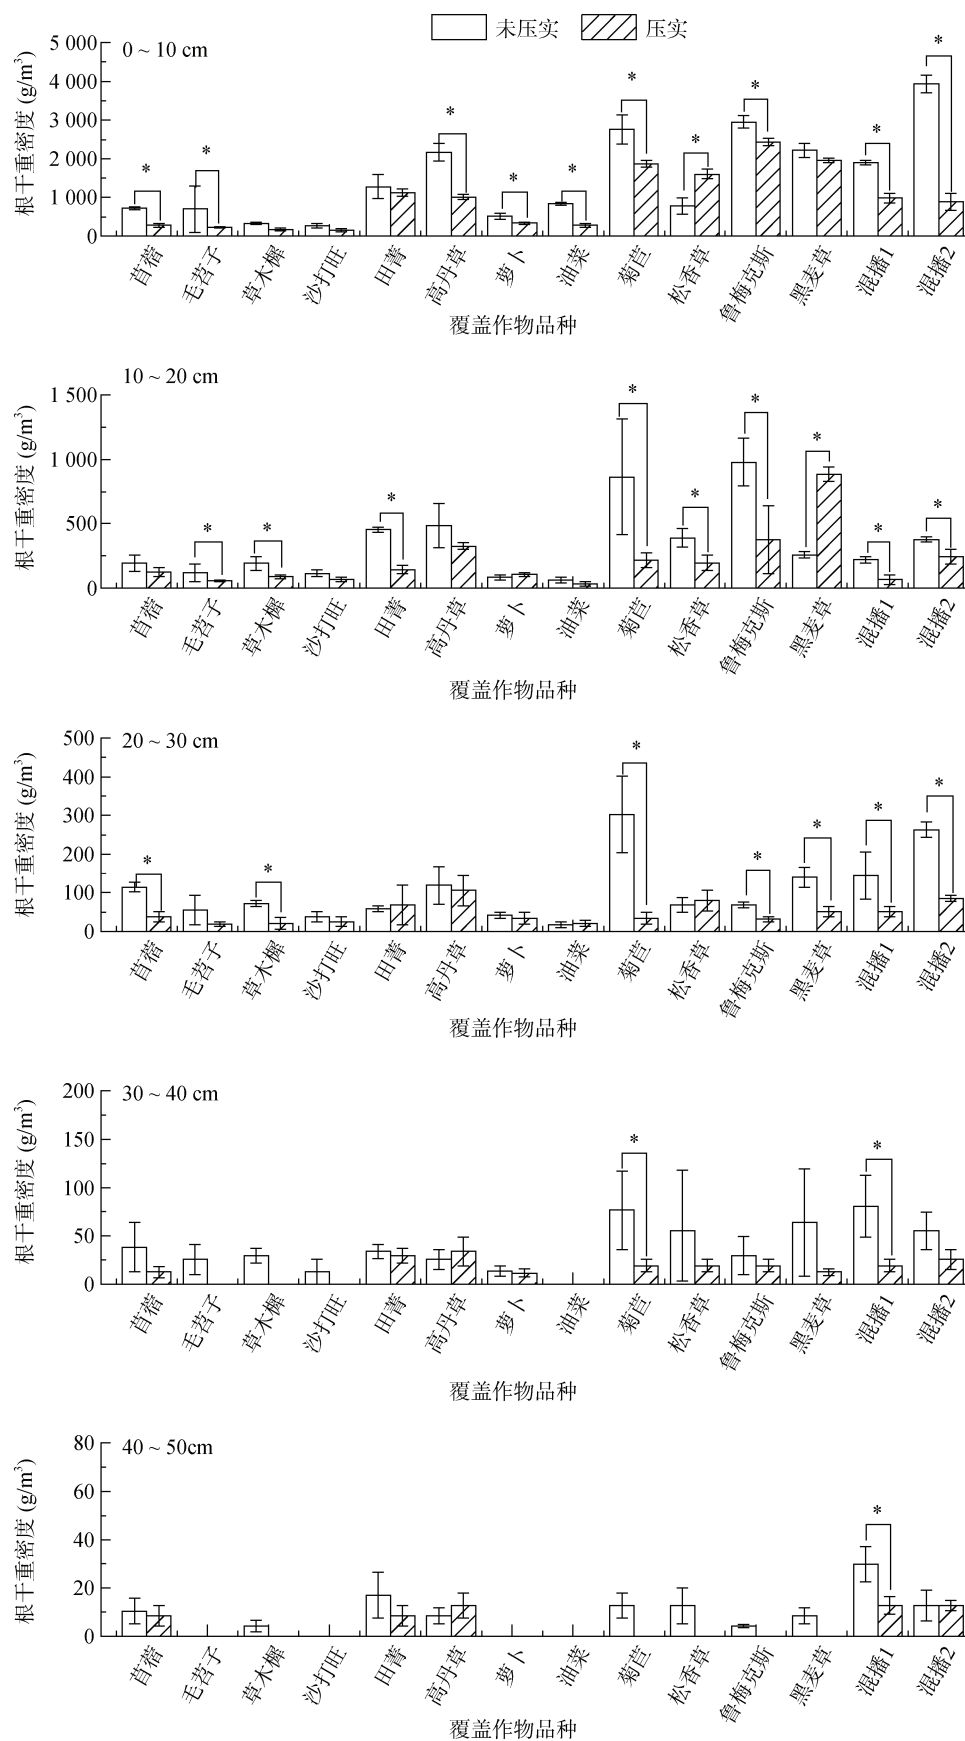 未压实 压实
0 ~ 10 cm
根干重密度 (g/m³)
5 000
4 000
3 000
2 000
1 000
0
* * * * * * * * * *
苜蓿 毛苕子 草木樨 沙打旺 田菁 高丹草 萝卜 油菜 菊苣 松香草 鲁梅克斯 黑麦草 混播1 混播2
覆盖作物品种
10 ~ 20 cm
根干重密度 (g/m³)
1 500
1 000
500
0
* * * * * * * * *
苜蓿 毛苕子 草木樨 沙打旺 田菁 高丹草 萝卜 油菜 菊苣 松香草 鲁梅克斯 黑麦草 混播1 混播2
覆盖作物品种
20 ~ 30 cm
根干重密度 (g/m³)
500
400
300
200
100
0
* * * * * * *
苜蓿 毛苕子 草木樨 沙打旺 田菁 高丹草 萝卜 油菜 菊苣 松香草 鲁梅克斯 黑麦草 混播1 混播2
覆盖作物品种
30 ~ 40 cm
根干重密度 (g/m³)
200
150
100
50
0
* *
苜蓿 毛苕子 草木樨 沙打旺 田菁 高丹草 萝卜 油菜 菊苣 松香草 鲁梅克斯 黑麦草 混播1 混播2
覆盖作物品种
40 ~ 50cm
根干重密度 (g/m³)
80
60
40
20
0
*
苜蓿 毛苕子 草木樨 沙打旺 田菁 高丹草 萝卜 油菜 菊苣 松香草 鲁梅克斯 黑麦草 混播1 混播2
覆盖作物品种